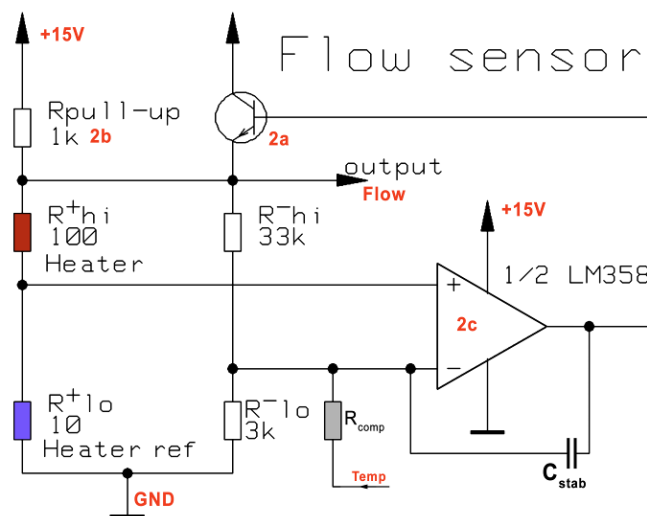 +15V
Flow sensor
Rpull-up
1k 2b
2a
output
Flow
R+hi
100
Heater
R-hi
33k
+15V
1/2 LM358
+
2c
-
R+lo
10
Heater ref
R-lo
3k
Rcomp
Temp
Cstab
GND